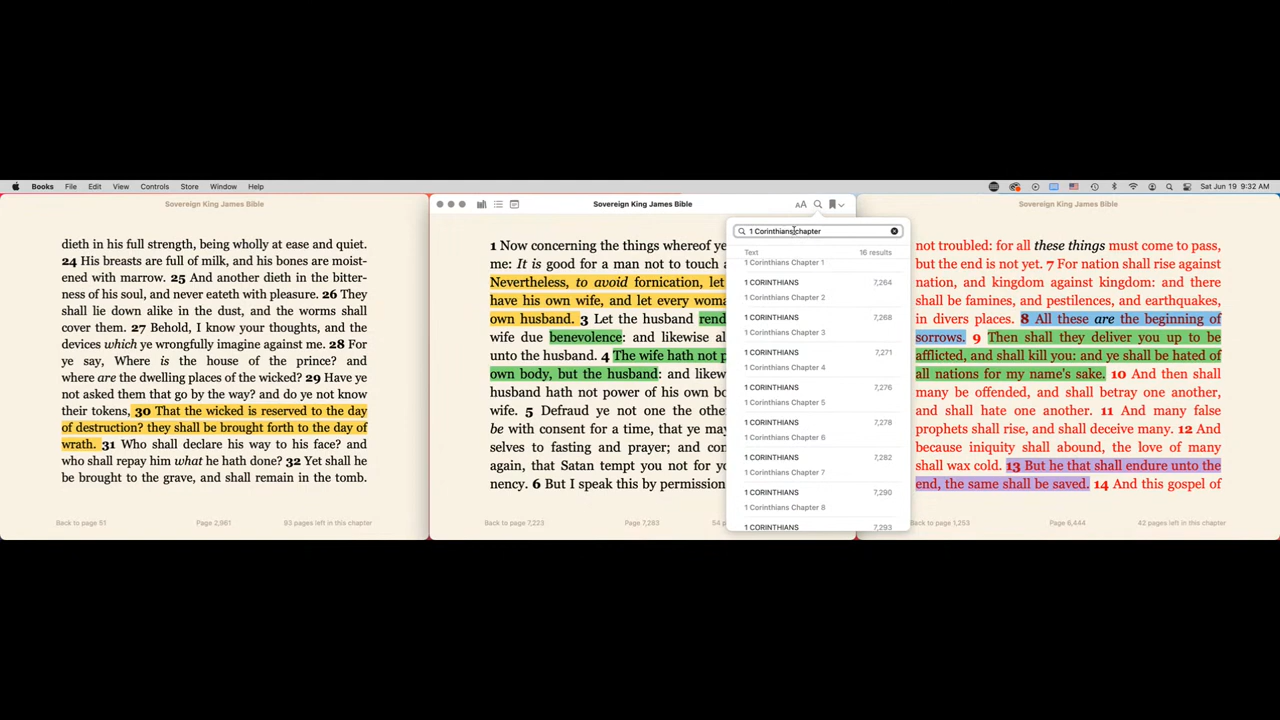 Books File Edit View Controls Store Window Help
Sat Jun 19 9:32 AM
Sovereign King James Bible
dieth in his full strength, being wholly at ease and quiet.
24 His breasts are full of milk, and his bones are moist-
ened with marrow. 25 And another dieth in the bitter-
ness of his soul, and never eateth with pleasure. 26 They
shall lie down alike in the dust, and the worms shall
cover them. 27 Behold, I know your thoughts, and the
devices which ye wrongfully imagine against me. 28 For
ye say, Where is the house of the prince? and
where are the dwelling places of the wicked? 29 Have ye
not asked them that go by the way? and do ye not know
their tokens, 30 That the wicked is reserved to the day
of destruction? they shall be brought forth to the day of
wrath. 31 Who shall declare his way to his face? and
who shall repay him what he hath done? 32 Yet shall he
be brought to the grave, and shall remain in the tomb.
Back to page 51
Page 2,961
93 pages left in this chapter
Sovereign King James Bible
AA
1 Now concerning the things whereof ye
me: It is good for a man not to touch a
Nevertheless, to avoid fornication, let
have his own wife, and let every woma
own husband. 3 Let the husband rend
wife due benevolence: and likewise al
unto the husband. 4 The wife hath not p
own body, but the husband: and likew
husband hath not power of his own bo
wife. 5 Defraud ye not one the othe
be with consent for a time, that ye may
selves to fasting and prayer; and con
again, that Satan tempt you not for yo
nency. 6 But I speak this by permission
Back to page 7,223
Page 7,283
54 p
1 Corinthians chapter
Text 16 results
1 Corinthians Chapter 1
1 CORINTHIANS 7,264
1 Corinthians Chapter 2
1 CORINTHIANS 7,268
1 Corinthians Chapter 3
1 CORINTHIANS 7,271
1 Corinthians Chapter 4
1 CORINTHIANS 7,276
1 Corinthians Chapter 5
1 CORINTHIANS 7,278
1 Corinthians Chapter 6
1 CORINTHIANS 7,282
1 Corinthians Chapter 7
1 CORINTHIANS 7,290
1 Corinthians Chapter 8
1 CORINTHIANS 7,293
Sovereign King James Bible
not troubled: for all these things must come to pass,
but the end is not yet. 7 For nation shall rise against
nation, and kingdom against kingdom: and there
shall be famines, and pestilences, and earthquakes,
in divers places. 8 All these are the beginning of
sorrows. 9 Then shall they deliver you up to be
afflicted, and shall kill you: and ye shall be hated of
all nations for my name's sake. 10 And then shall
many be offended, and shall betray one another,
and shall hate one another. 11 And many false
prophets shall rise, and shall deceive many. 12 And
because iniquity shall abound, the love of many
shall wax cold. 13 But he that shall endure unto the
end, the same shall be saved. 14 And this gospel of
Back to page 1,253
Page 6,444
42 pages left in this chapter